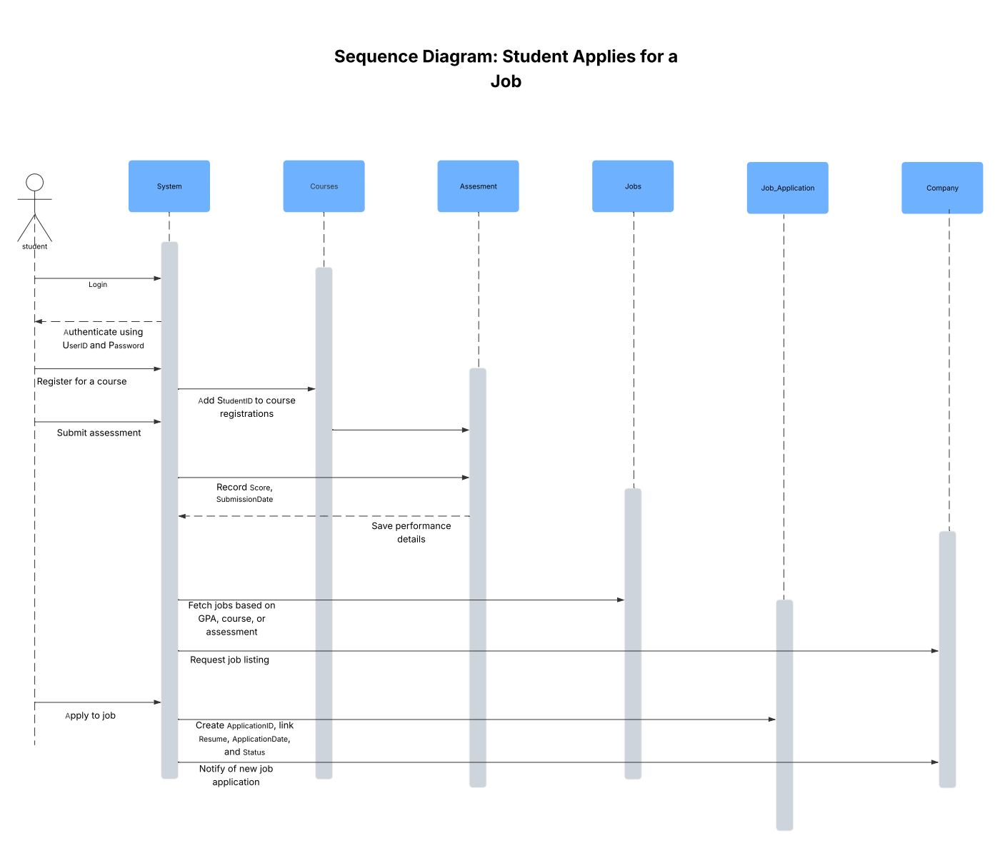 Sequence Diagram: Student Applies for a
Job
System
Courses
Assesment
Jobs
Job_Application
Company
student
Login
Authenticate using
UserID and Password
Register for a course
Add StudentID to course
registrations
Submit assessment
Record Score,
SubmissionDate
Save performance
details
Fetch jobs based on
GPA, course, or
assessment
Request job listing
Apply to job
Create ApplicationID, link
Resume, ApplicationDate,
and Status
Notify of new job
application